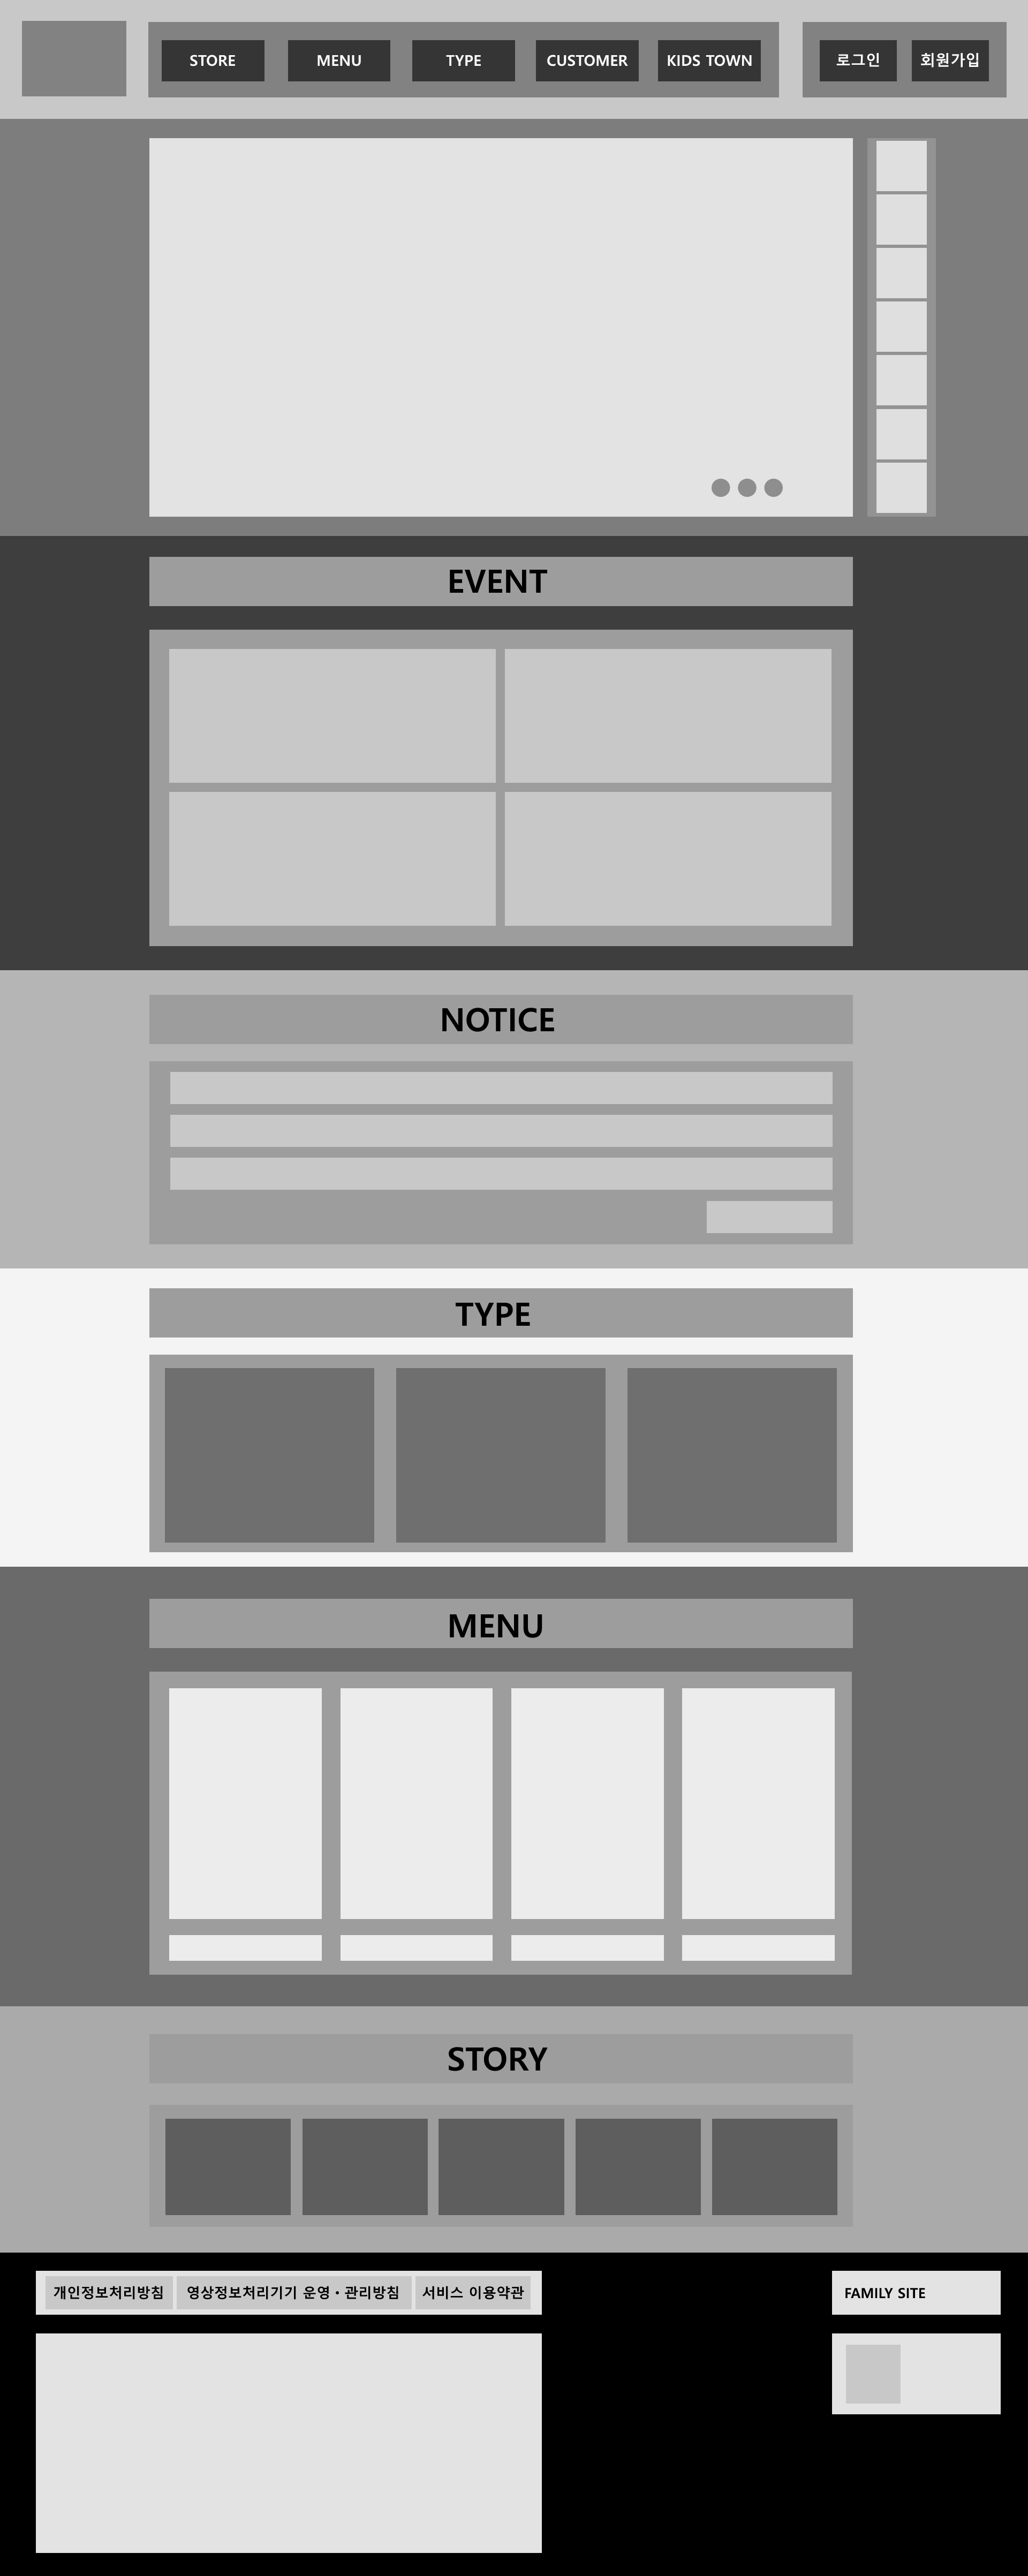 STORE MENU TYPE CUSTOMER KIDS TOWN 로그인 회원가입
EVENT
NOTICE
TYPE
MENU
STORY
개인정보처리방침 영상정보처리기기 운영·관리방침 서비스 이용약관 FAMILY SITE